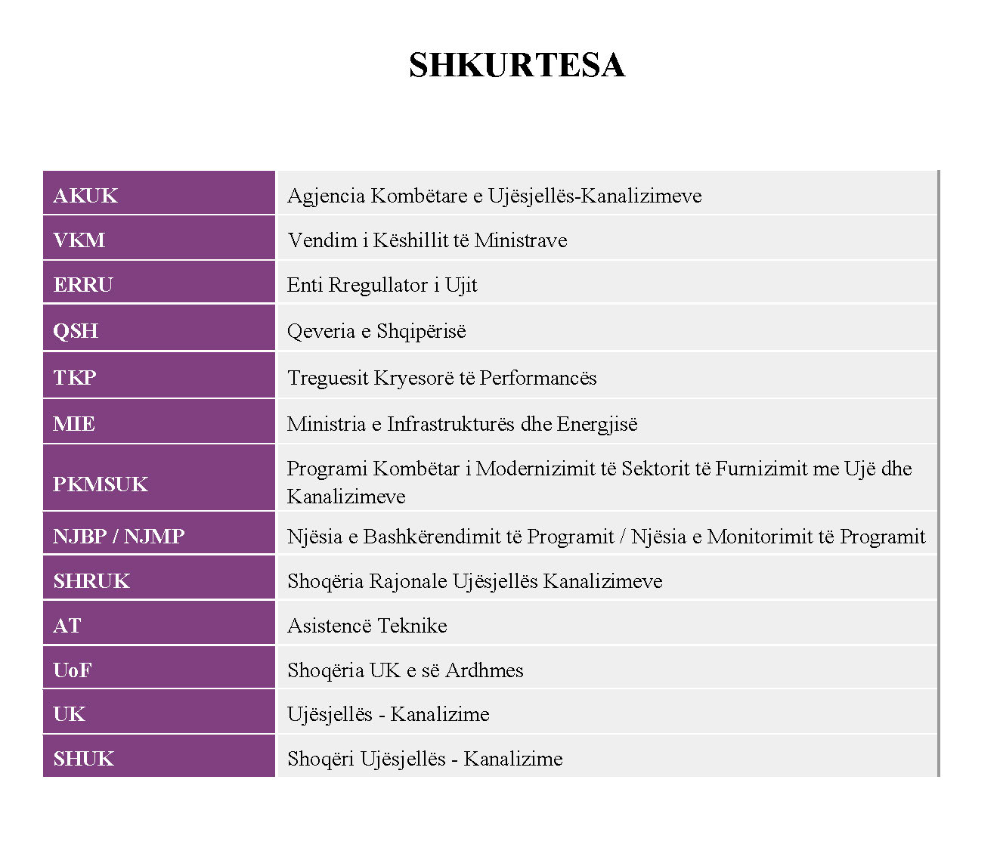 SHKURTESA
AKUK Agjencia Kombëtare e Ujësjellës-Kanalizimeve
VKM Vendim i Këshillit të Ministrave
ERRU Enti Rregullator i Ujit
QSH Qeveria e Shqipërisë
TKP Treguesit Kryesorë të Performancës
MIE Ministria e Infrastrukturës dhe Energjisë
PKMSUK Programi Kombëtar i Modernizimit të Sektorit të Furnizimit me Ujë dhe
Kanalizimeve
NJBP / NJMP Njësia e Bashkërendimit të Programit / Njësia e Monitorimit të Programit
SHRUK Shoqëria Rajonale Ujësjellës Kanalizimeve
AT Asistencë Teknike
UoF Shoqëria UK e së Ardhmes
UK Ujësjellës - Kanalizime
SHUK Shoqëri Ujësjellës - Kanalizime